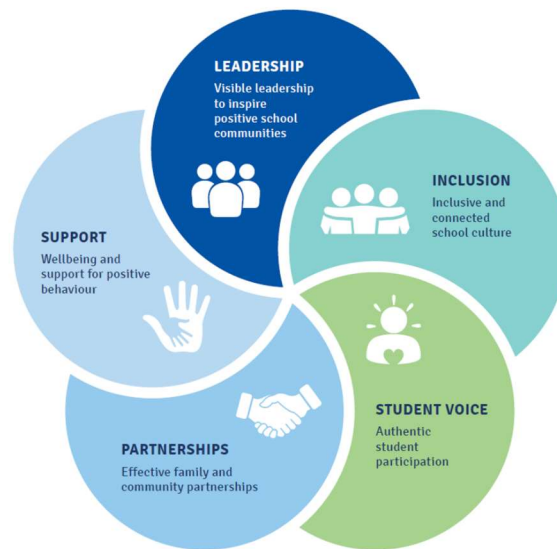 LEADERSHIP
Visible leadership
to inspire
positive school
communities
INCLUSION
Inclusive and
connected
school culture
STUDENT VOICE
Authentic
student
participation
PARTNERSHIPS
Effective family and
community partnerships
SUPPORT
Wellbeing and
support for positive
behaviour